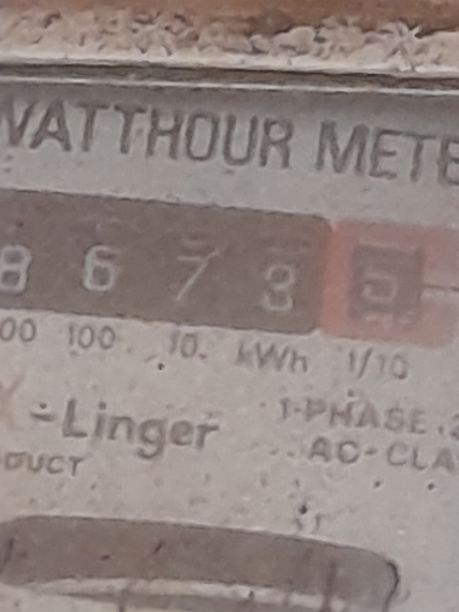 WATTHOUR METE
8 6 7 3 5
00 100 10 kWh 1/10
-Linger 1-PHASE
DUCT AC-CLA